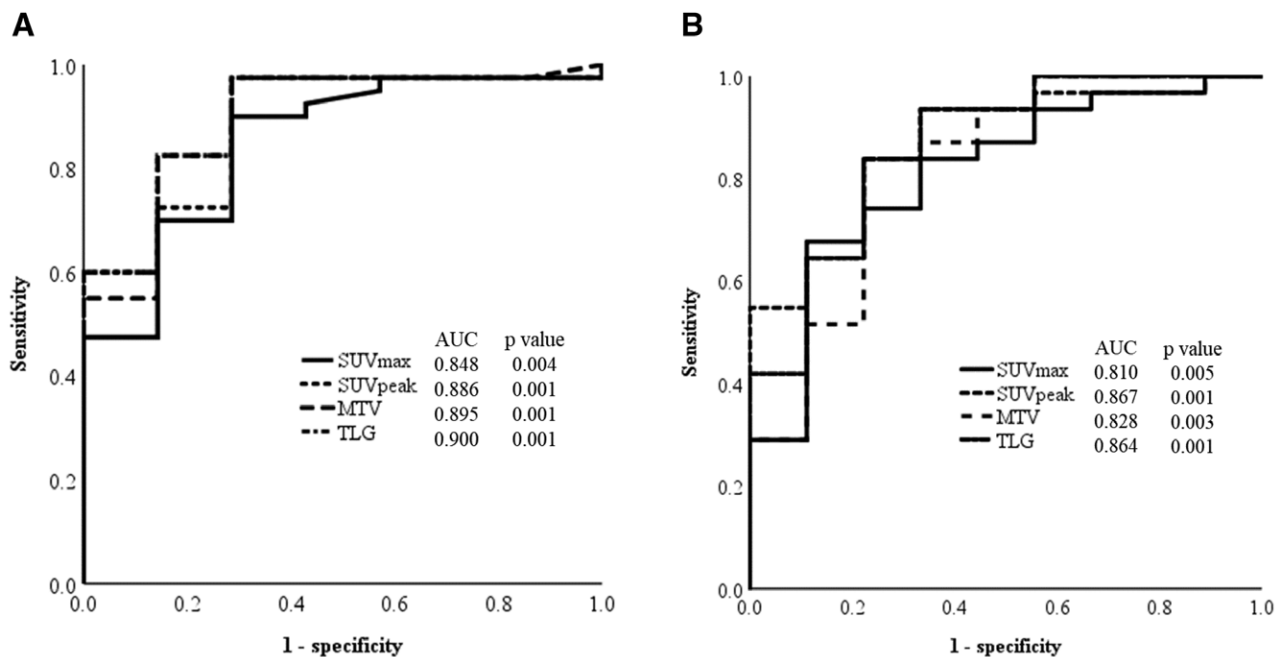 A
1.0
0.8
0.6
0.4
0.2
0.0
Sensitivity
AUC p value
SUVmax 0.848 0.004
SUVpeak 0.886 0.001
MTV 0.895 0.001
TLG 0.900 0.001
0.0 0.2 0.4 0.6 0.8 1.0
1 - specificity
B
1.0
0.8
0.6
0.4
0.2
0.0
Sensitivity
AUC p value
SUVmax 0.810 0.005
SUVpeak 0.867 0.001
MTV 0.828 0.003
TLG 0.864 0.001
0.0 0.2 0.4 0.6 0.8 1.0
1 - specificity